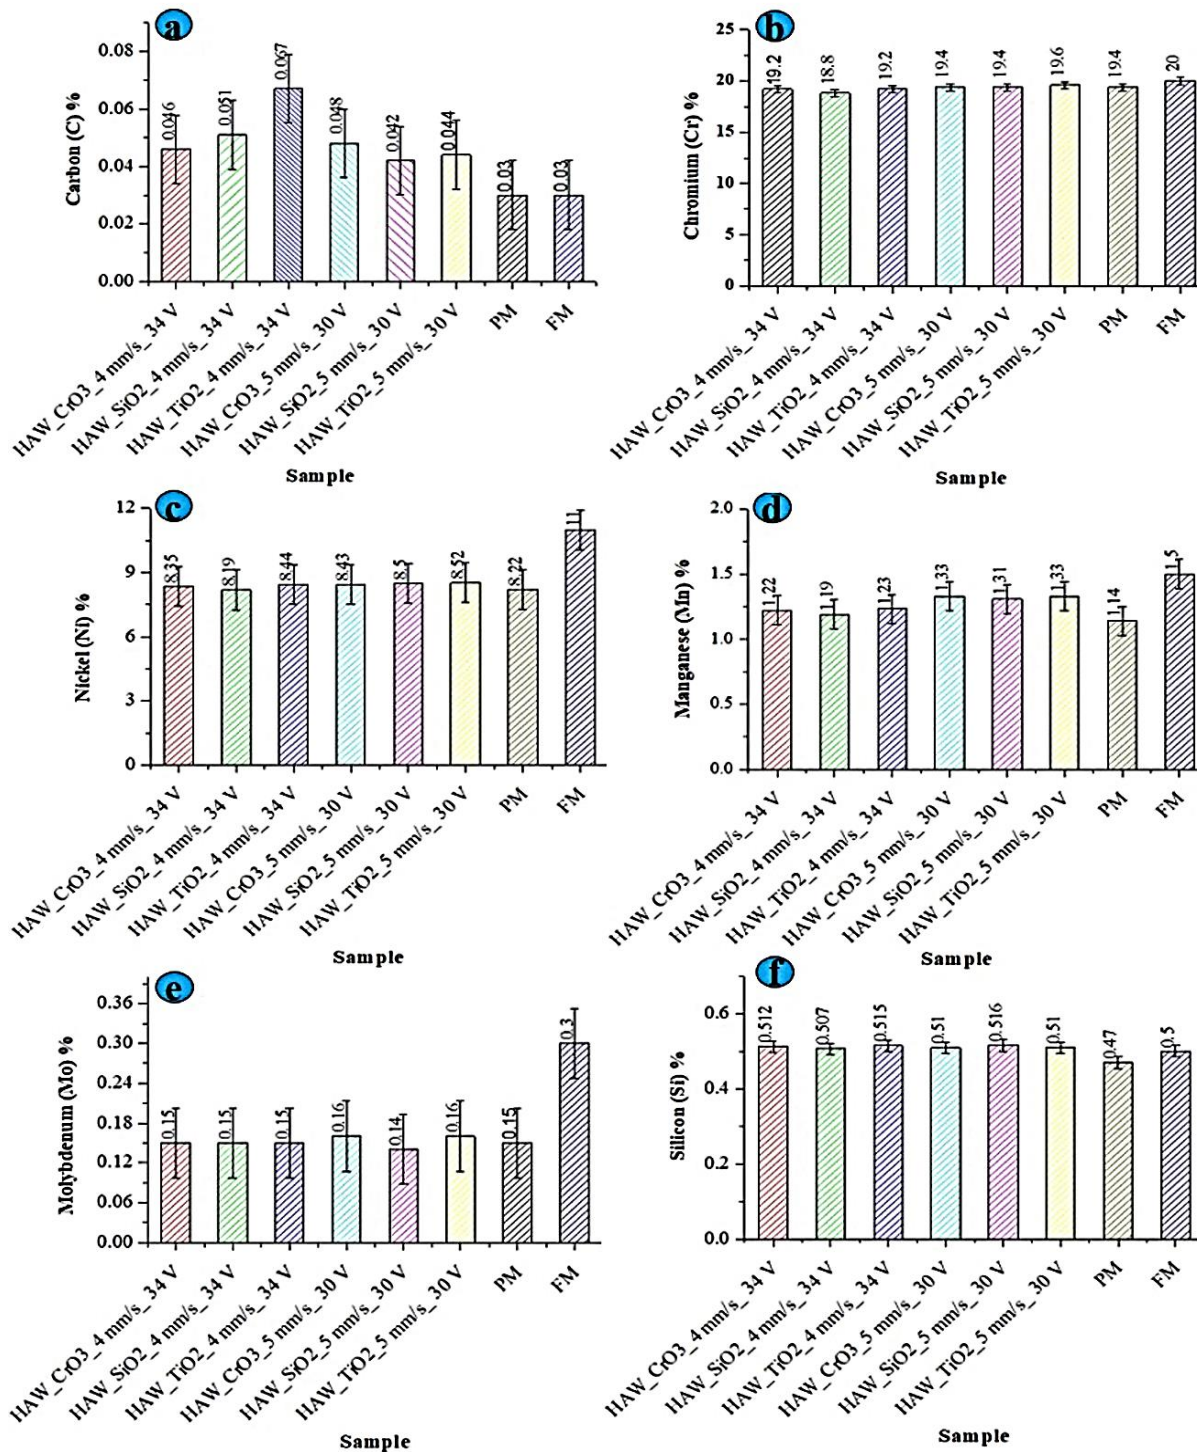 a
Carbon (C) %
0.08
0.06
0.04
0.02
0.00
0.046
0.051
0.067
0.048
0.042
0.044
0.03
0.03
HAW_CrO3_4 mm/s_34 V
HAW_SiO2_4 mm/s_34 V
HAW_TiO2_4 mm/s_34 V
HAW_CrO3_5 mm/s_30 V
HAW_SiO2_5 mm/s_30 V
HAW_TiO2_5 mm/s_30 V
PM
FM
Sample
b
Chromium (Cr) %
25
20
15
10
5
0
19.2
18.8
19.2
19.4
19.4
19.6
19.4
20
HAW_CrO3_4 mm/s_34 V
HAW_SiO2_4 mm/s_34 V
HAW_TiO2_4 mm/s_34 V
HAW_CrO3_5 mm/s_30 V
HAW_SiO2_5 mm/s_30 V
HAW_TiO2_5 mm/s_30 V
PM
FM
Sample
c
Nickel (Ni) %
12
9
6
3
0
8.35
8.19
8.44
8.43
8.5
8.52
8.22
11
HAW_CrO3_4 mm/s_34 V
HAW_SiO2_4 mm/s_34 V
HAW_TiO2_4 mm/s_34 V
HAW_CrO3_5 mm/s_30 V
HAW_SiO2_5 mm/s_30 V
HAW_TiO2_5 mm/s_30 V
PM
FM
Sample
d
Manganese (Mn) %
2.0
1.5
1.0
0.5
0.0
1.22
1.19
1.23
1.33
1.31
1.33
1.14
1.5
HAW_CrO3_4 mm/s_34 V
HAW_SiO2_4 mm/s_34 V
HAW_TiO2_4 mm/s_34 V
HAW_CrO3_5 mm/s_30 V
HAW_SiO2_5 mm/s_30 V
HAW_TiO2_5 mm/s_30 V
PM
FM
Sample
e
Molybdenum (Mo) %
0.36
0.30
0.24
0.18
0.12
0.06
0.00
0.15
0.15
0.15
0.16
0.14
0.16
0.15
0.3
HAW_CrO3_4 mm/s_34 V
HAW_SiO2_4 mm/s_34 V
HAW_TiO2_4 mm/s_34 V
HAW_CrO3_5 mm/s_30 V
HAW_SiO2_5 mm/s_30 V
HAW_TiO2_5 mm/s_30 V
PM
FM
Sample
f
Silicon (Si) %
0.6
0.4
0.2
0.0
0.512
0.507
0.515
0.51
0.516
0.51
0.47
0.5
HAW_CrO3_4 mm/s_34 V
HAW_SiO2_4 mm/s_34 V
HAW_TiO2_4 mm/s_34 V
HAW_CrO3_5 mm/s_30 V
HAW_SiO2_5 mm/s_30 V
HAW_TiO2_5 mm/s_30 V
PM
FM
Sample